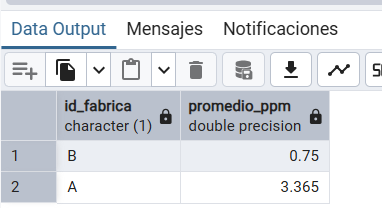 Data Output Mensajes Notificaciones
id_fabrica promedio_ppm
character (1) double precision
1 B 0.75
2 A 3.365